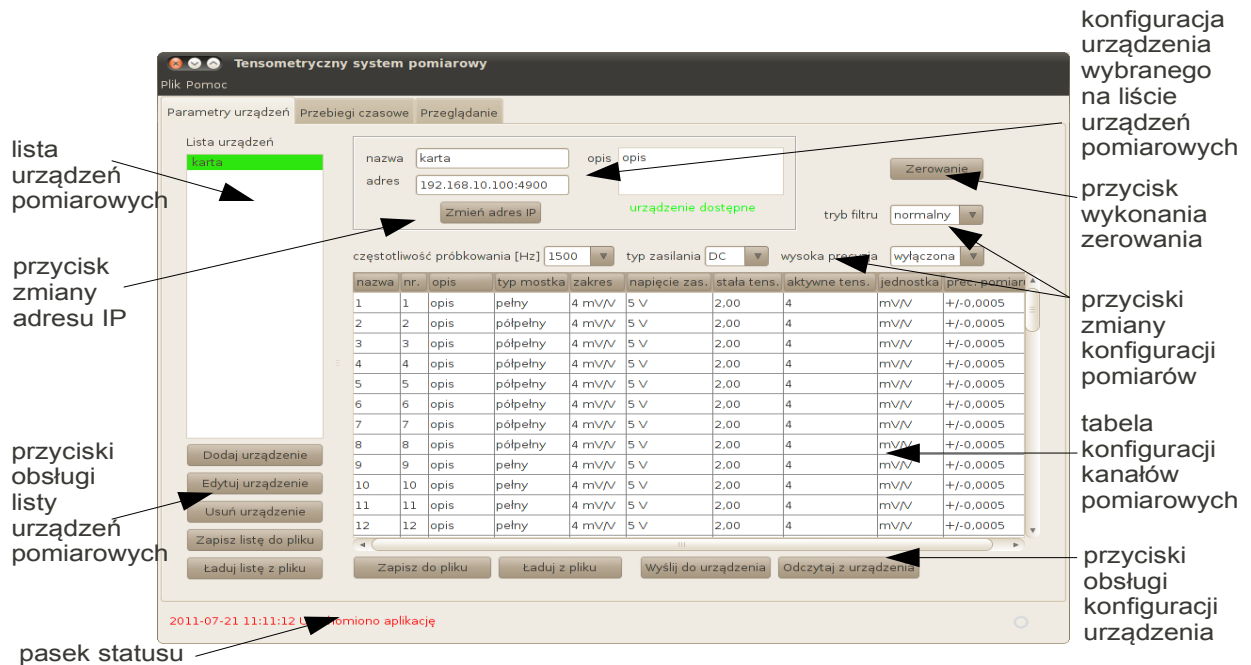 konfiguracja
urządzenia
wybranego
na liście
urządzeń
pomiarowych
Tensometryczny system pomiarowy
Plik Pomoc
Parametry urządzeń Przebiegi czasowe Przeglądanie
lista
urządzeń
pomiarowych
Lista urządzeń
karta
nazwa karta opis opis
adres 192.168.10.100:4900
Zmień adres IP urządzenie dostępne
Zerowanie
tryb filtru normalny
przycisk
wykonania
zerowania
przycisk
zmiany
adresu IP
częstotliwość próbkowania [Hz] 1500 typ zasilania DC wysoka precyzja wyłączona
nazwa nr. opis typ mostka zakres napięcie zas. stała tens. aktywne tens. jednostka prec. pomiaru
1 1 opis pełny 4 mV/V 5 V 2,00 4 mV/V +/-0,0005
2 2 opis półpełny 4 mV/V 5 V 2,00 4 mV/V +/-0,0005
3 3 opis półpełny 4 mV/V 5 V 2,00 4 mV/V +/-0,0005
4 4 opis półpełny 4 mV/V 5 V 2,00 4 mV/V +/-0,0005
5 5 opis półpełny 4 mV/V 5 V 2,00 4 mV/V +/-0,0005
6 6 opis półpełny 4 mV/V 5 V 2,00 4 mV/V +/-0,0005
7 7 opis półpełny 4 mV/V 5 V 2,00 4 mV/V +/-0,0005
8 8 opis półpełny 4 mV/V 5 V 2,00 4 mV/V +/-0,0005
9 9 opis pełny 4 mV/V 5 V 2,00 4 mV/V +/-0,0005
10 10 opis pełny 4 mV/V 5 V 2,00 4 mV/V +/-0,0005
11 11 opis pełny 4 mV/V 5 V 2,00 4 mV/V +/-0,0005
12 12 opis pełny 4 mV/V 5 V 2,00 4 mV/V +/-0,0005
przyciski
zmiany
konfiguracji
pomiarów
tabela
konfiguracji
kanałów
pomiarowych
przyciski
obsługi
listy
urządzeń
pomiarowych
Dodaj urządzenie
Edytuj urządzenie
Usuń urządzenie
Zapisz listę do pliku
Ładuj listę z pliku
Zapisz do pliku Ładuj z pliku Wyślij do urządzenia Odczytaj z urządzenia
przyciski
obsługi
konfiguracji
urządzenia
2011-07-21 11:11:12 Uruchomiono aplikację
pasek statusu